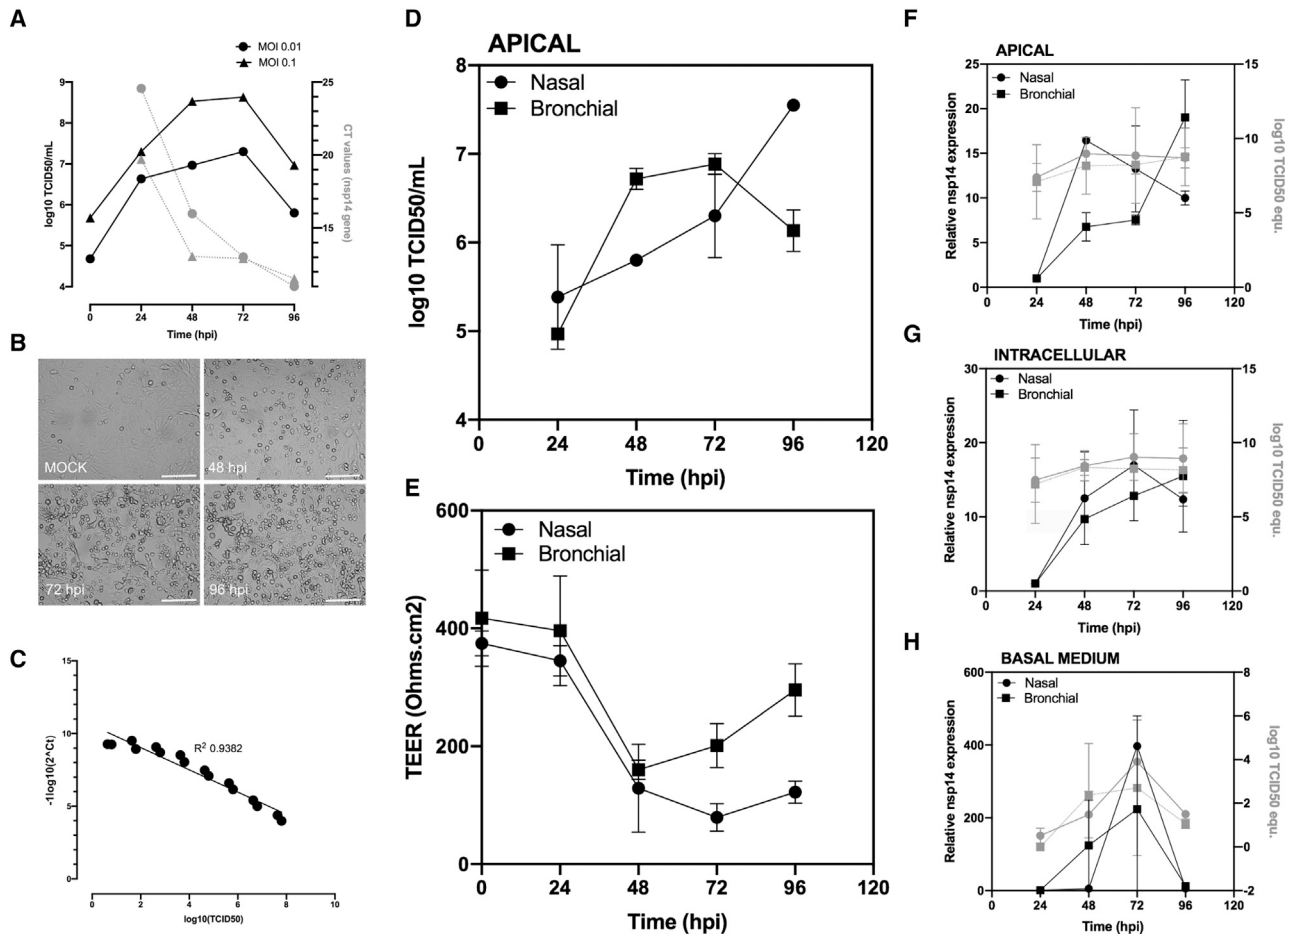 A
MOI 0.01
MOI 0.1
9
8
7
6
5
4
log10 TCID50/mL
25
20
15
CT values (nsp14 gene)
0
24
48
72
96
Time (hpi)
B
MOCK
48 hpi
72 hpi
96 hpi
C
15
10
5
0
-1log10(2^Ct)
R2 0.9382
0
2
4
6
8
10
log10(TCID50)
D
APICAL
Nasal
Bronchial
8
7
6
5
4
log10 TCID50/mL
0
24
48
72
96
120
Time (hpi)
E
Nasal
Bronchial
600
400
200
0
TEER (Ohms.cm2)
0
24
48
72
96
120
Time (hpi)
F
APICAL
Nasal
Bronchial
25
20
15
10
5
0
Relative nsp14 expression
15
10
5
0
log10 TCID50 equ.
0
24
48
72
96
120
Time (hpi)
G
INTRACELLULAR
Nasal
Bronchial
30
20
10
0
Relative nsp14 expression
15
10
5
0
log10 TCID50 equ.
0
24
48
72
96
120
Time (hpi)
H
BASAL MEDIUM
Nasal
Bronchial
600
400
200
0
Relative nsp14 expression
8
6
4
2
0
-2
log10 TCID50 equ.
0
24
48
72
96
120
Time (hpi)